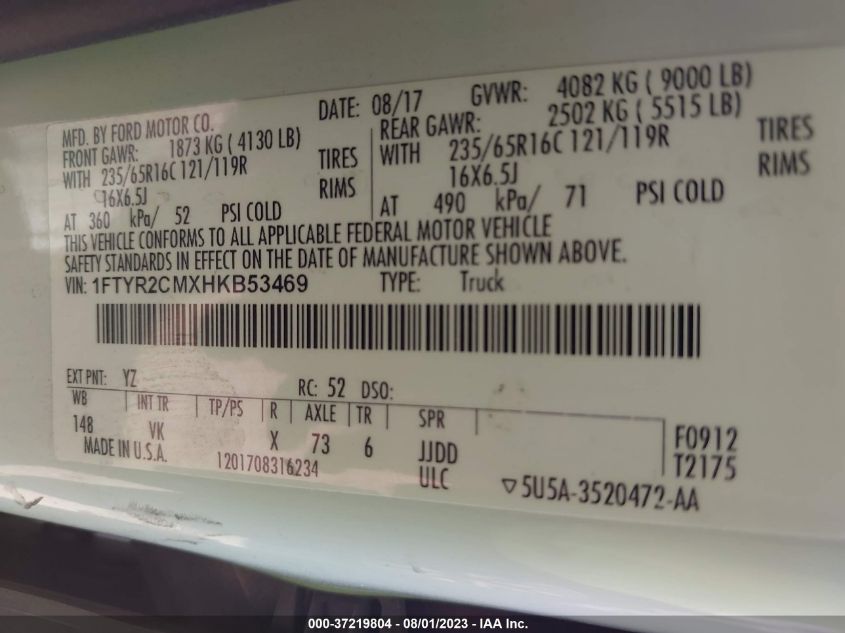 MFD. BY FORD MOTOR CO.
DATE: 08/17 GVWR: 4082 KG ( 9000 LB)
FRONT GAWR: 1873 KG ( 4130 LB)
REAR GAWR: 2502 KG ( 5515 LB)
WITH 235/65R16C 121/119R TIRES
WITH 235/65R16C 121/119R TIRES
16X6.5J RIMS
16X6.5J RIMS
AT 360 kPa/ 52 PSI COLD
AT 490 kPa/ 71 PSI COLD
THIS VEHICLE CONFORMS TO ALL APPLICABLE FEDERAL MOTOR VEHICLE
SAFETY STANDARDS IN EFFECT ON THE DATE OF MANUFACTURE SHOWN ABOVE.
VIN: 1FTYR2CMXHKB53469 TYPE: Truck
EXT PNT: YZ RC: 52 DSO:
WB INT TR TP/PS R AXLE TR SPR
148 VK X 73 6 JJDD F0912
MADE IN U.S.A. 1201708316234 ULC T2175
▽5U5A-3520472-AA
000-37219804 - 08/01/2023 - IAA Inc.